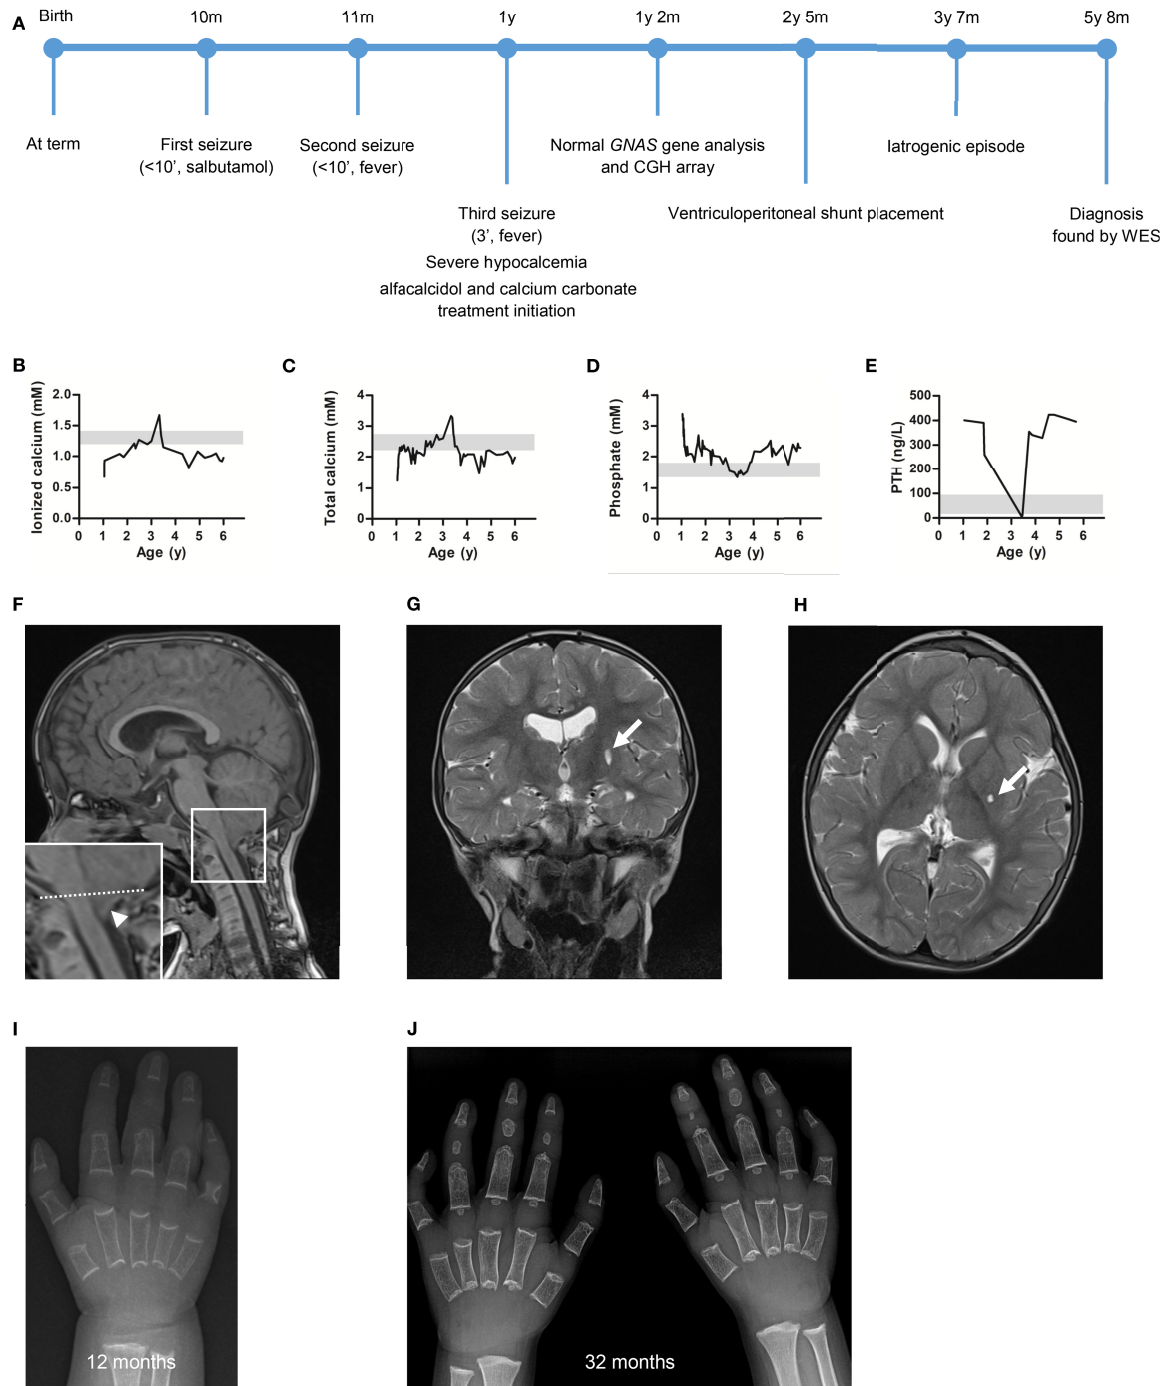 A
Birth 10m 11m 1y 1y 2m 2y 5m 3y 7m 5y 8m
At term
First seizure
(<10’, salbutamol)
Second seizure
(<10’, fever)
Third seizure
(3’, fever)
Severe hypocalcemia
alfacalcidol and calcium carbonate
treatment initiation
Normal GNAS gene analysis
and CGH array
Ventriculoperitoneal shunt placement
Iatrogenic episode
Diagnosis
found by WES
B
Ionized calcium (mM)
2.0
1.5
1.0
0.5
0.0
0 1 2 3 4 5 6
Age (y)
C
Total calcium (mM)
4
3
2
1
0
0 1 2 3 4 5 6
Age (y)
D
Phosphate (mM)
4
3
2
1
0
0 1 2 3 4 5 6
Age (y)
E
PTH (ng/L)
500
400
300
200
100
0
0 1 2 3 4 5 6
Age (y)
F
G
H
I
12 months
J
32 months